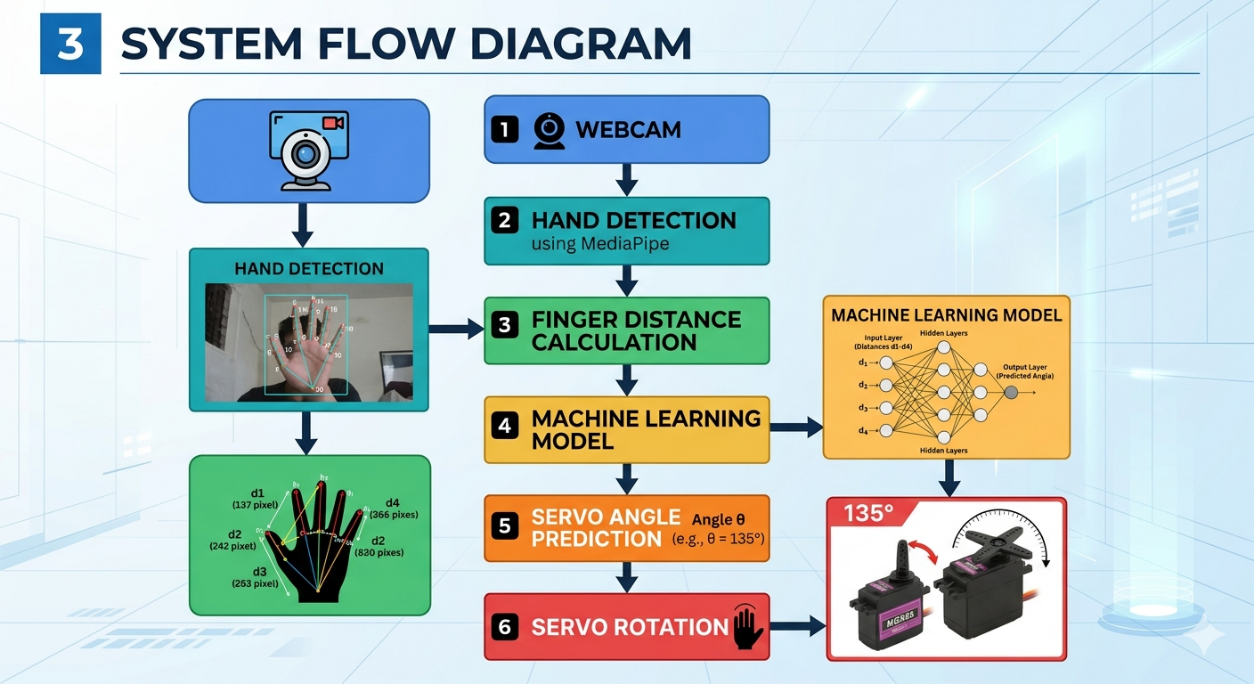 3 SYSTEM FLOW DIAGRAM
HAND DETECTION
d1
(137 pixel)
d2
(242 pixet)
d3
(253 pixel)
d4
(366 pixes)
d2
(830 pixes)
1 WEBCAM
2 HAND DETECTION
using MediaPipe
3 FINGER DISTANCE
CALCULATION
4 MACHINE LEARNING
MODEL
5 SERVO ANGLE
PREDICTION
Angle θ
(e.g., θ = 135°)
6 SERVO ROTATION
MACHINE LEARNING MODEL
Input Layer
(Distances d1-d4)
Hidden Layers
Output Layer
(Predicted Angia)
d₁
d₂
d₃
d₄
Hidden Layers
135°